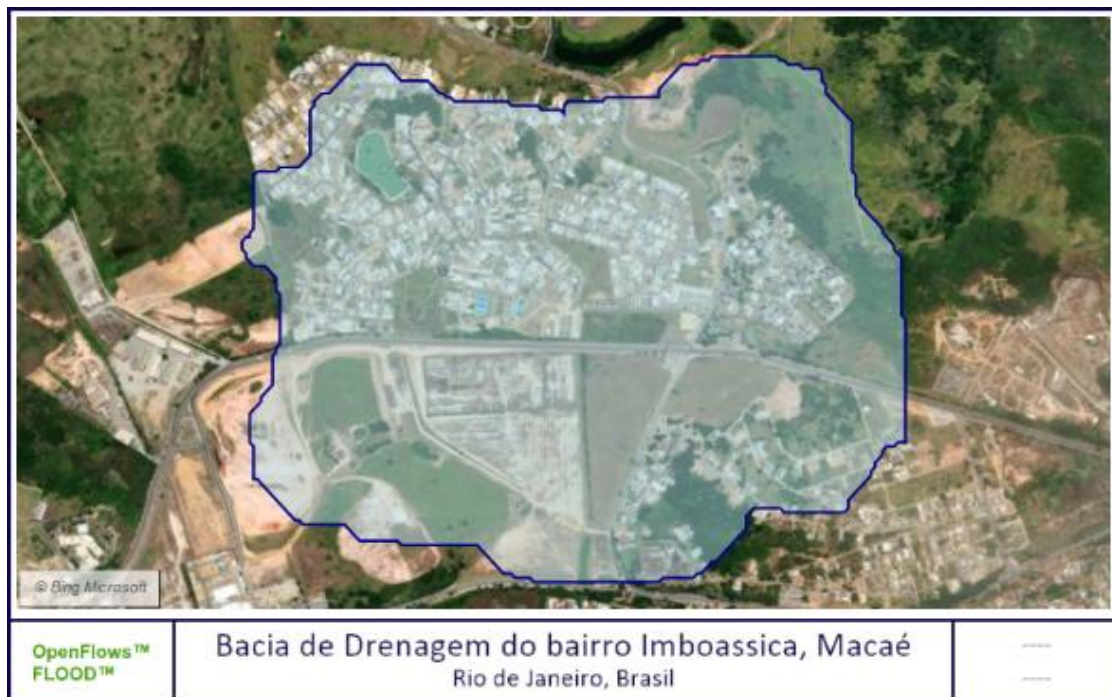 © Bing Microsoft
OpenFlows™
FLOOD™
Bacia de Drenagem do bairro Imboassica, Macaé
Rio de Janeiro, Brasil